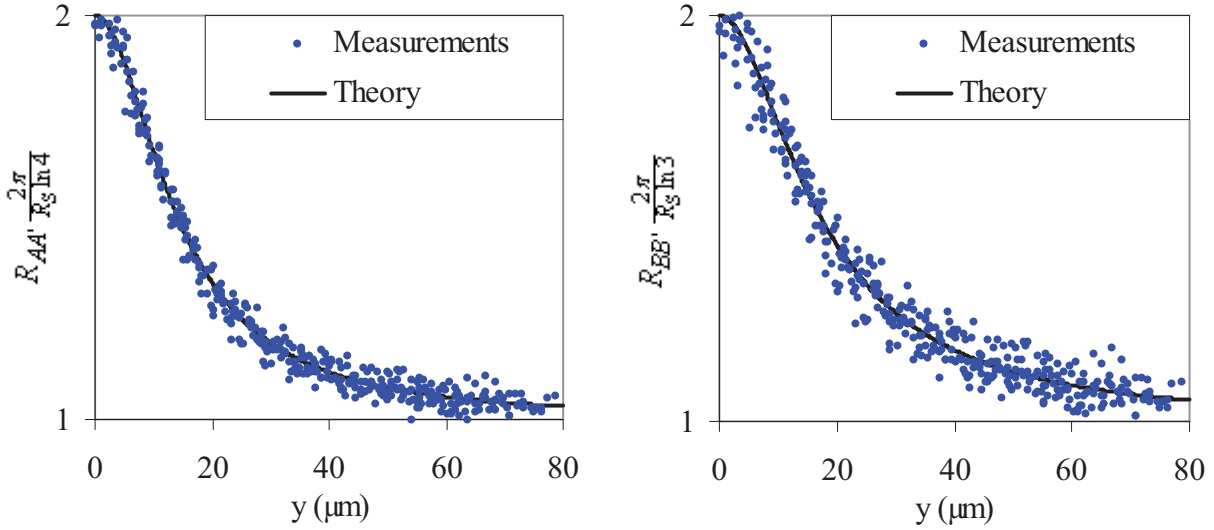 2
Measurements
Theory
R_AA' 2π / R_S ln 4
1
0 20 40 60 80
y (μm)
2
Measurements
Theory
R_BB' 2π / R_S ln 3
1
0 20 40 60 80
y (μm)